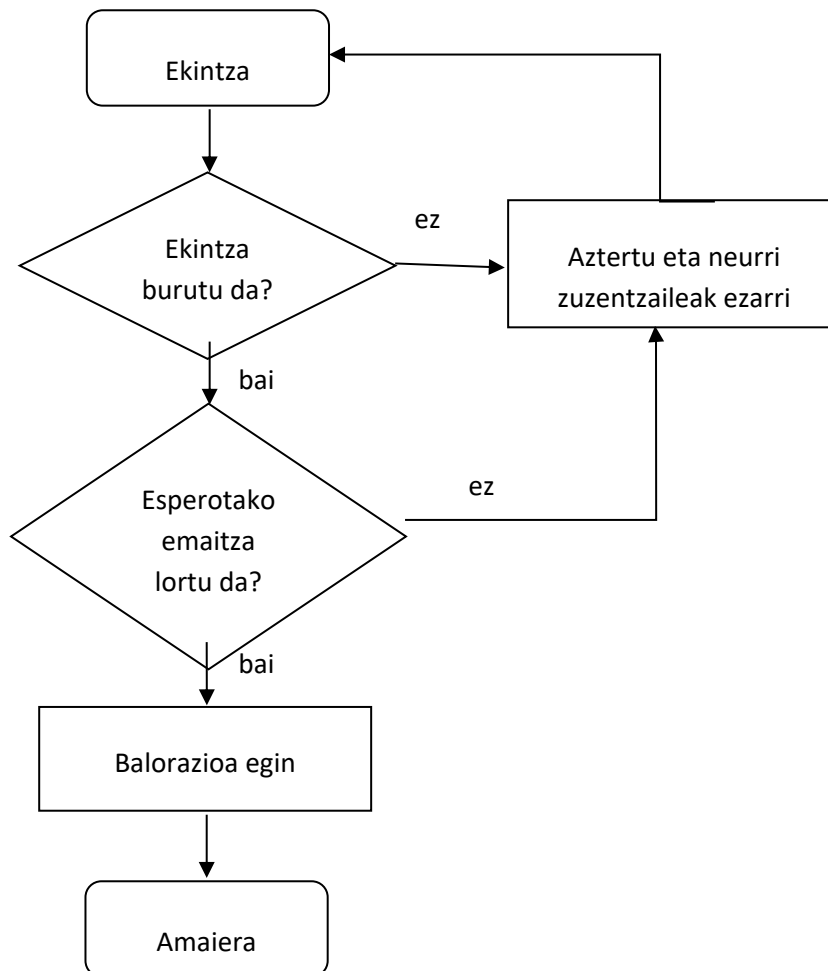 Ekintza
Ekintza
burutu da?
ez
Aztertu eta neurri
zuzentzaileak ezarri
bai
Esperotako
emaitza
lortu da?
ez
bai
Balorazioa egin
Amaiera